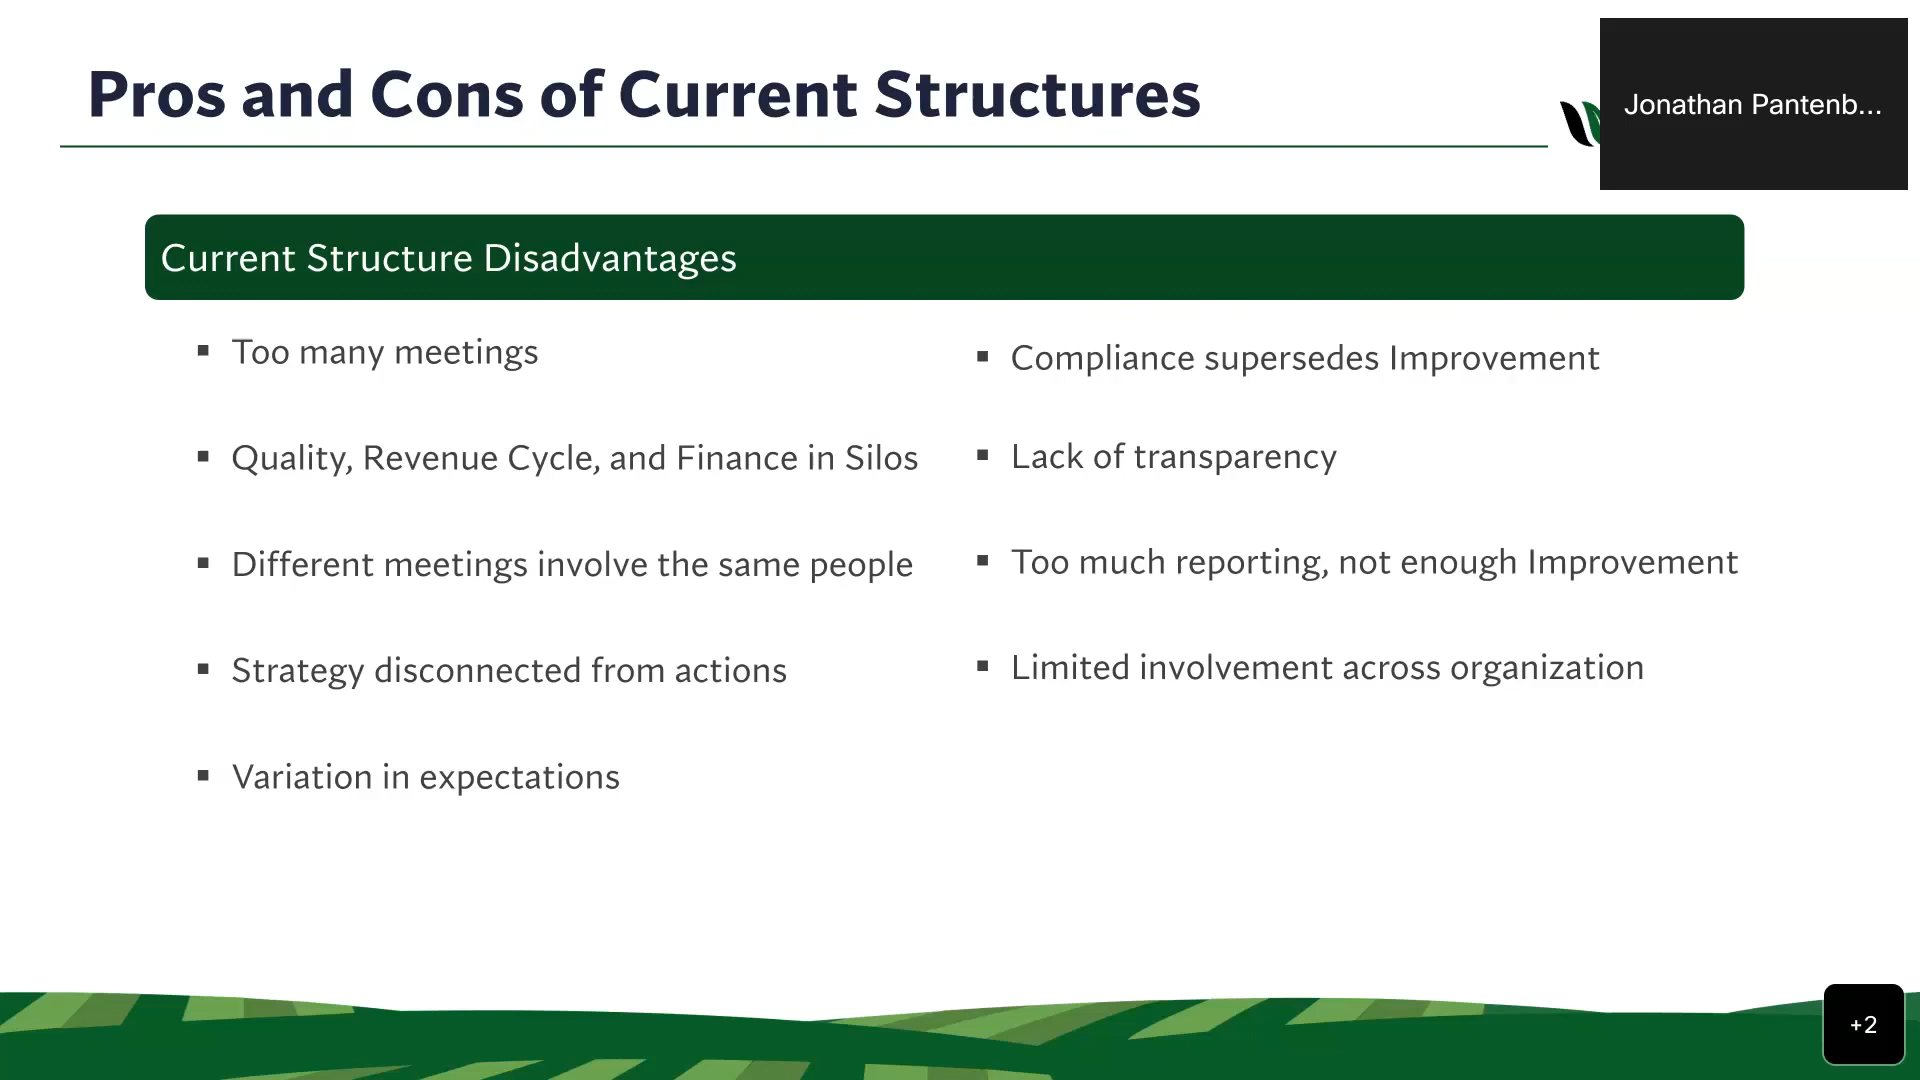 Pros and Cons of Current Structures
Jonathan Pantenb...
Current Structure Disadvantages
▪ Too many meetings
▪ Quality, Revenue Cycle, and Finance in Silos
▪ Different meetings involve the same people
▪ Strategy disconnected from actions
▪ Variation in expectations
▪ Compliance supersedes Improvement
▪ Lack of transparency
▪ Too much reporting, not enough Improvement
▪ Limited involvement across organization
+2